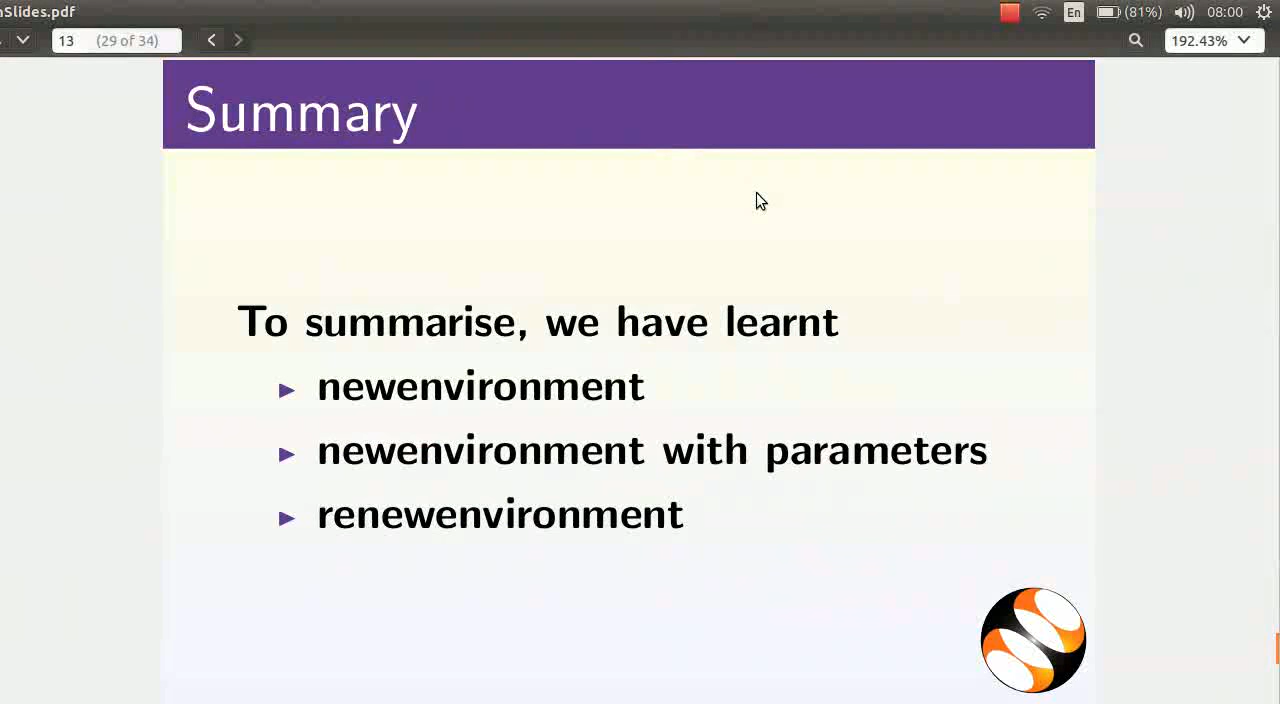 Slides.pdf
En (81%) 08:00
13 (29 of 34) 192.43%
Summary
To summarise, we have learnt
newenvironment
newenvironment with parameters
renewenvironment